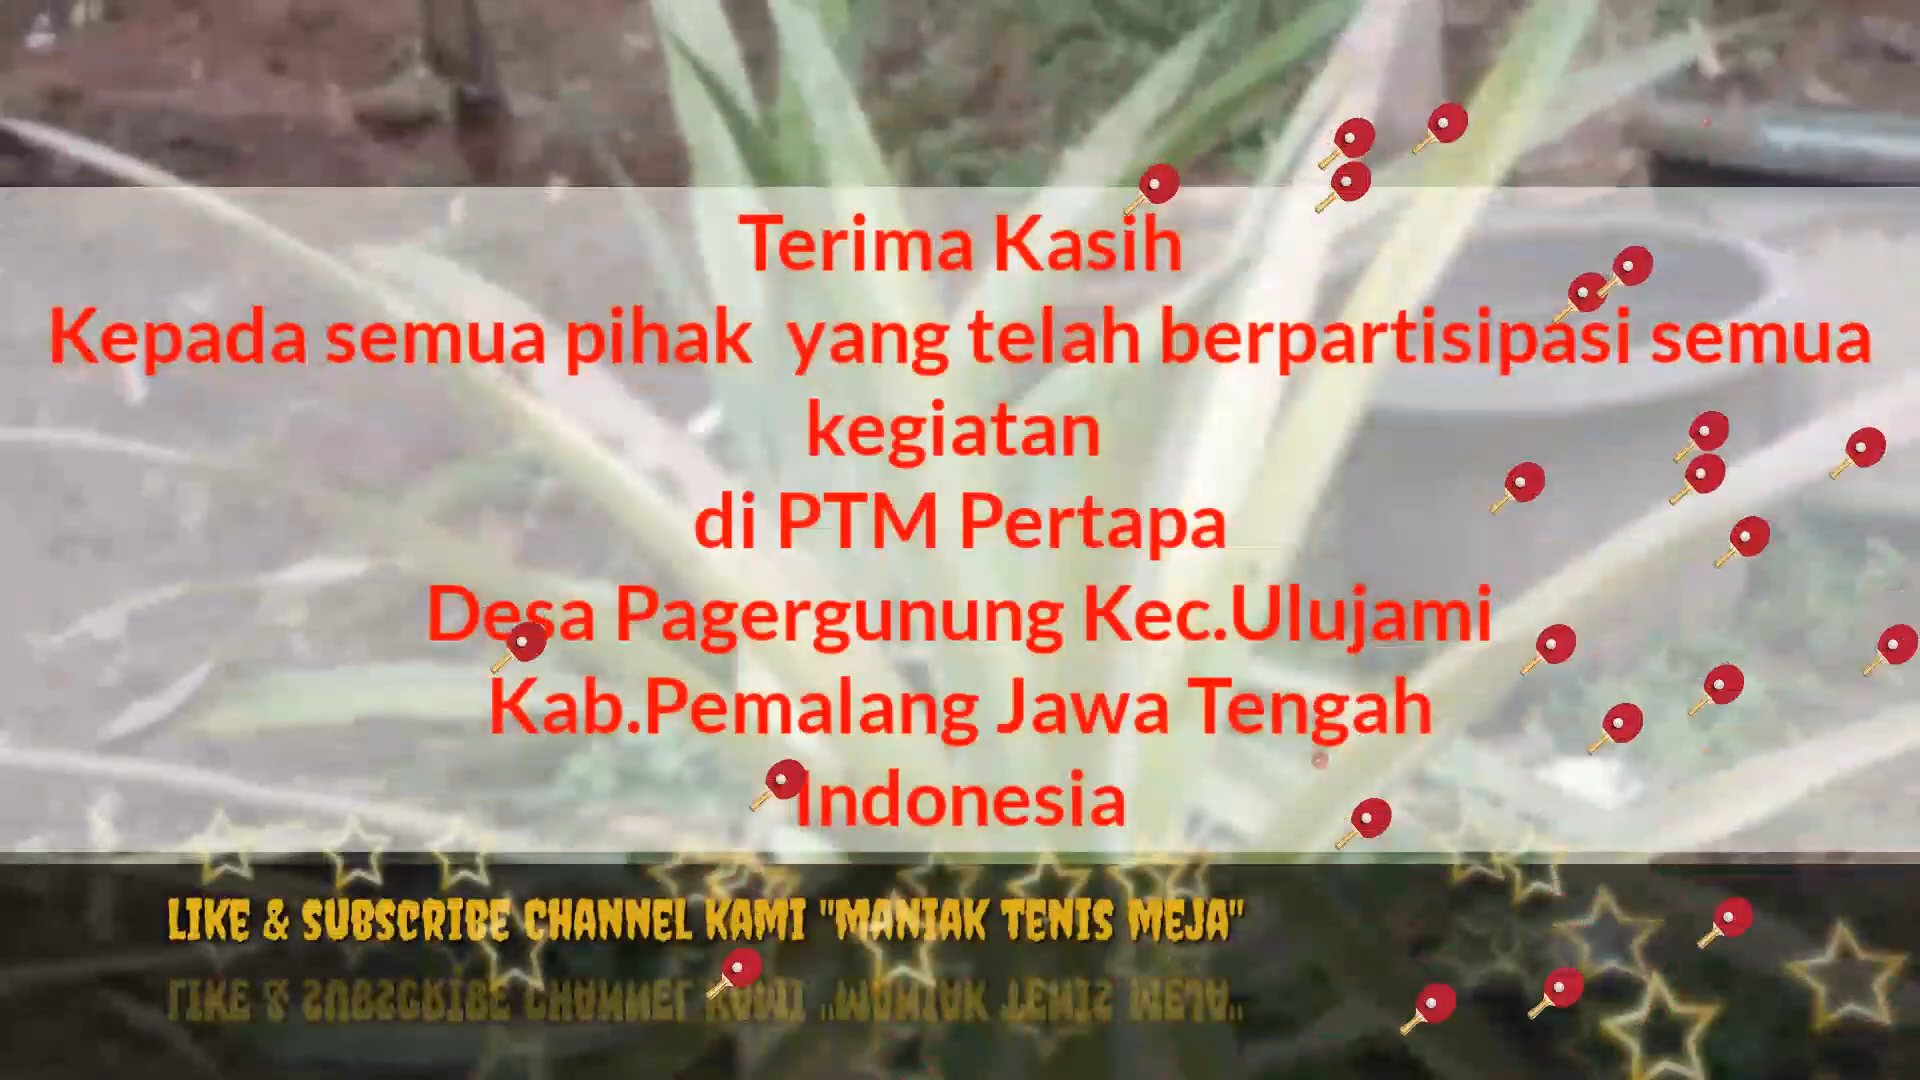 Terima Kasih
Kepada semua pihak  yang telah berpartisipasi semua
kegiatan
di PTM Pertapa
Desa Pagergunung Kec.Ulujami
Kab.Pemalang Jawa Tengah
Indonesia
LIKE & SUBSCRIBE CHANNEL KAMI "MANIAK TENIS MEJA"